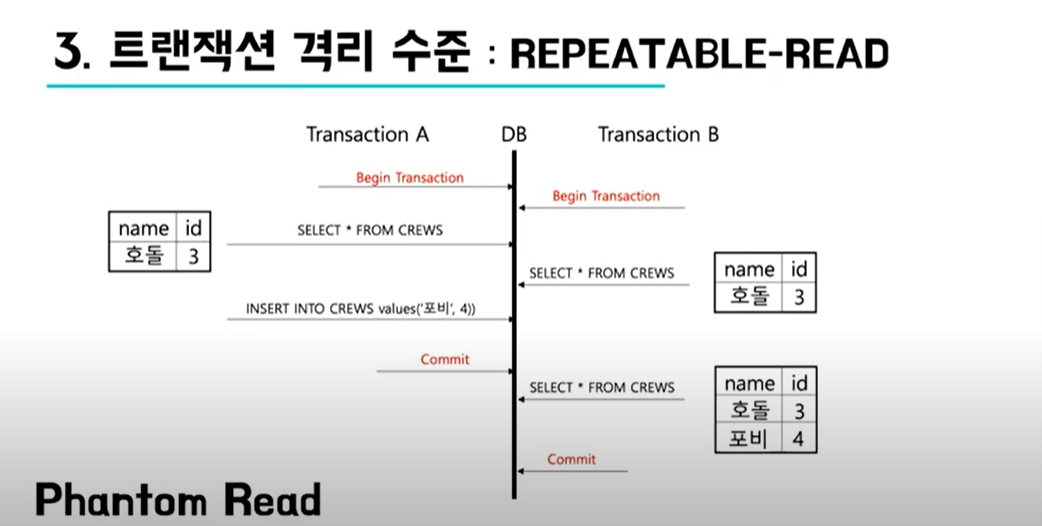 3. 트랜잭션 격리 수준 : REPEATABLE-READ
Transaction A
DB
Transaction B
Begin Transaction
Begin Transaction
name id
호돌 3
SELECT * FROM CREWS
SELECT * FROM CREWS
name id
호돌 3
INSERT INTO CREWS values('포비', 4))
Commit
SELECT * FROM CREWS
name id
호돌 3
포비 4
Commit
Phantom Read